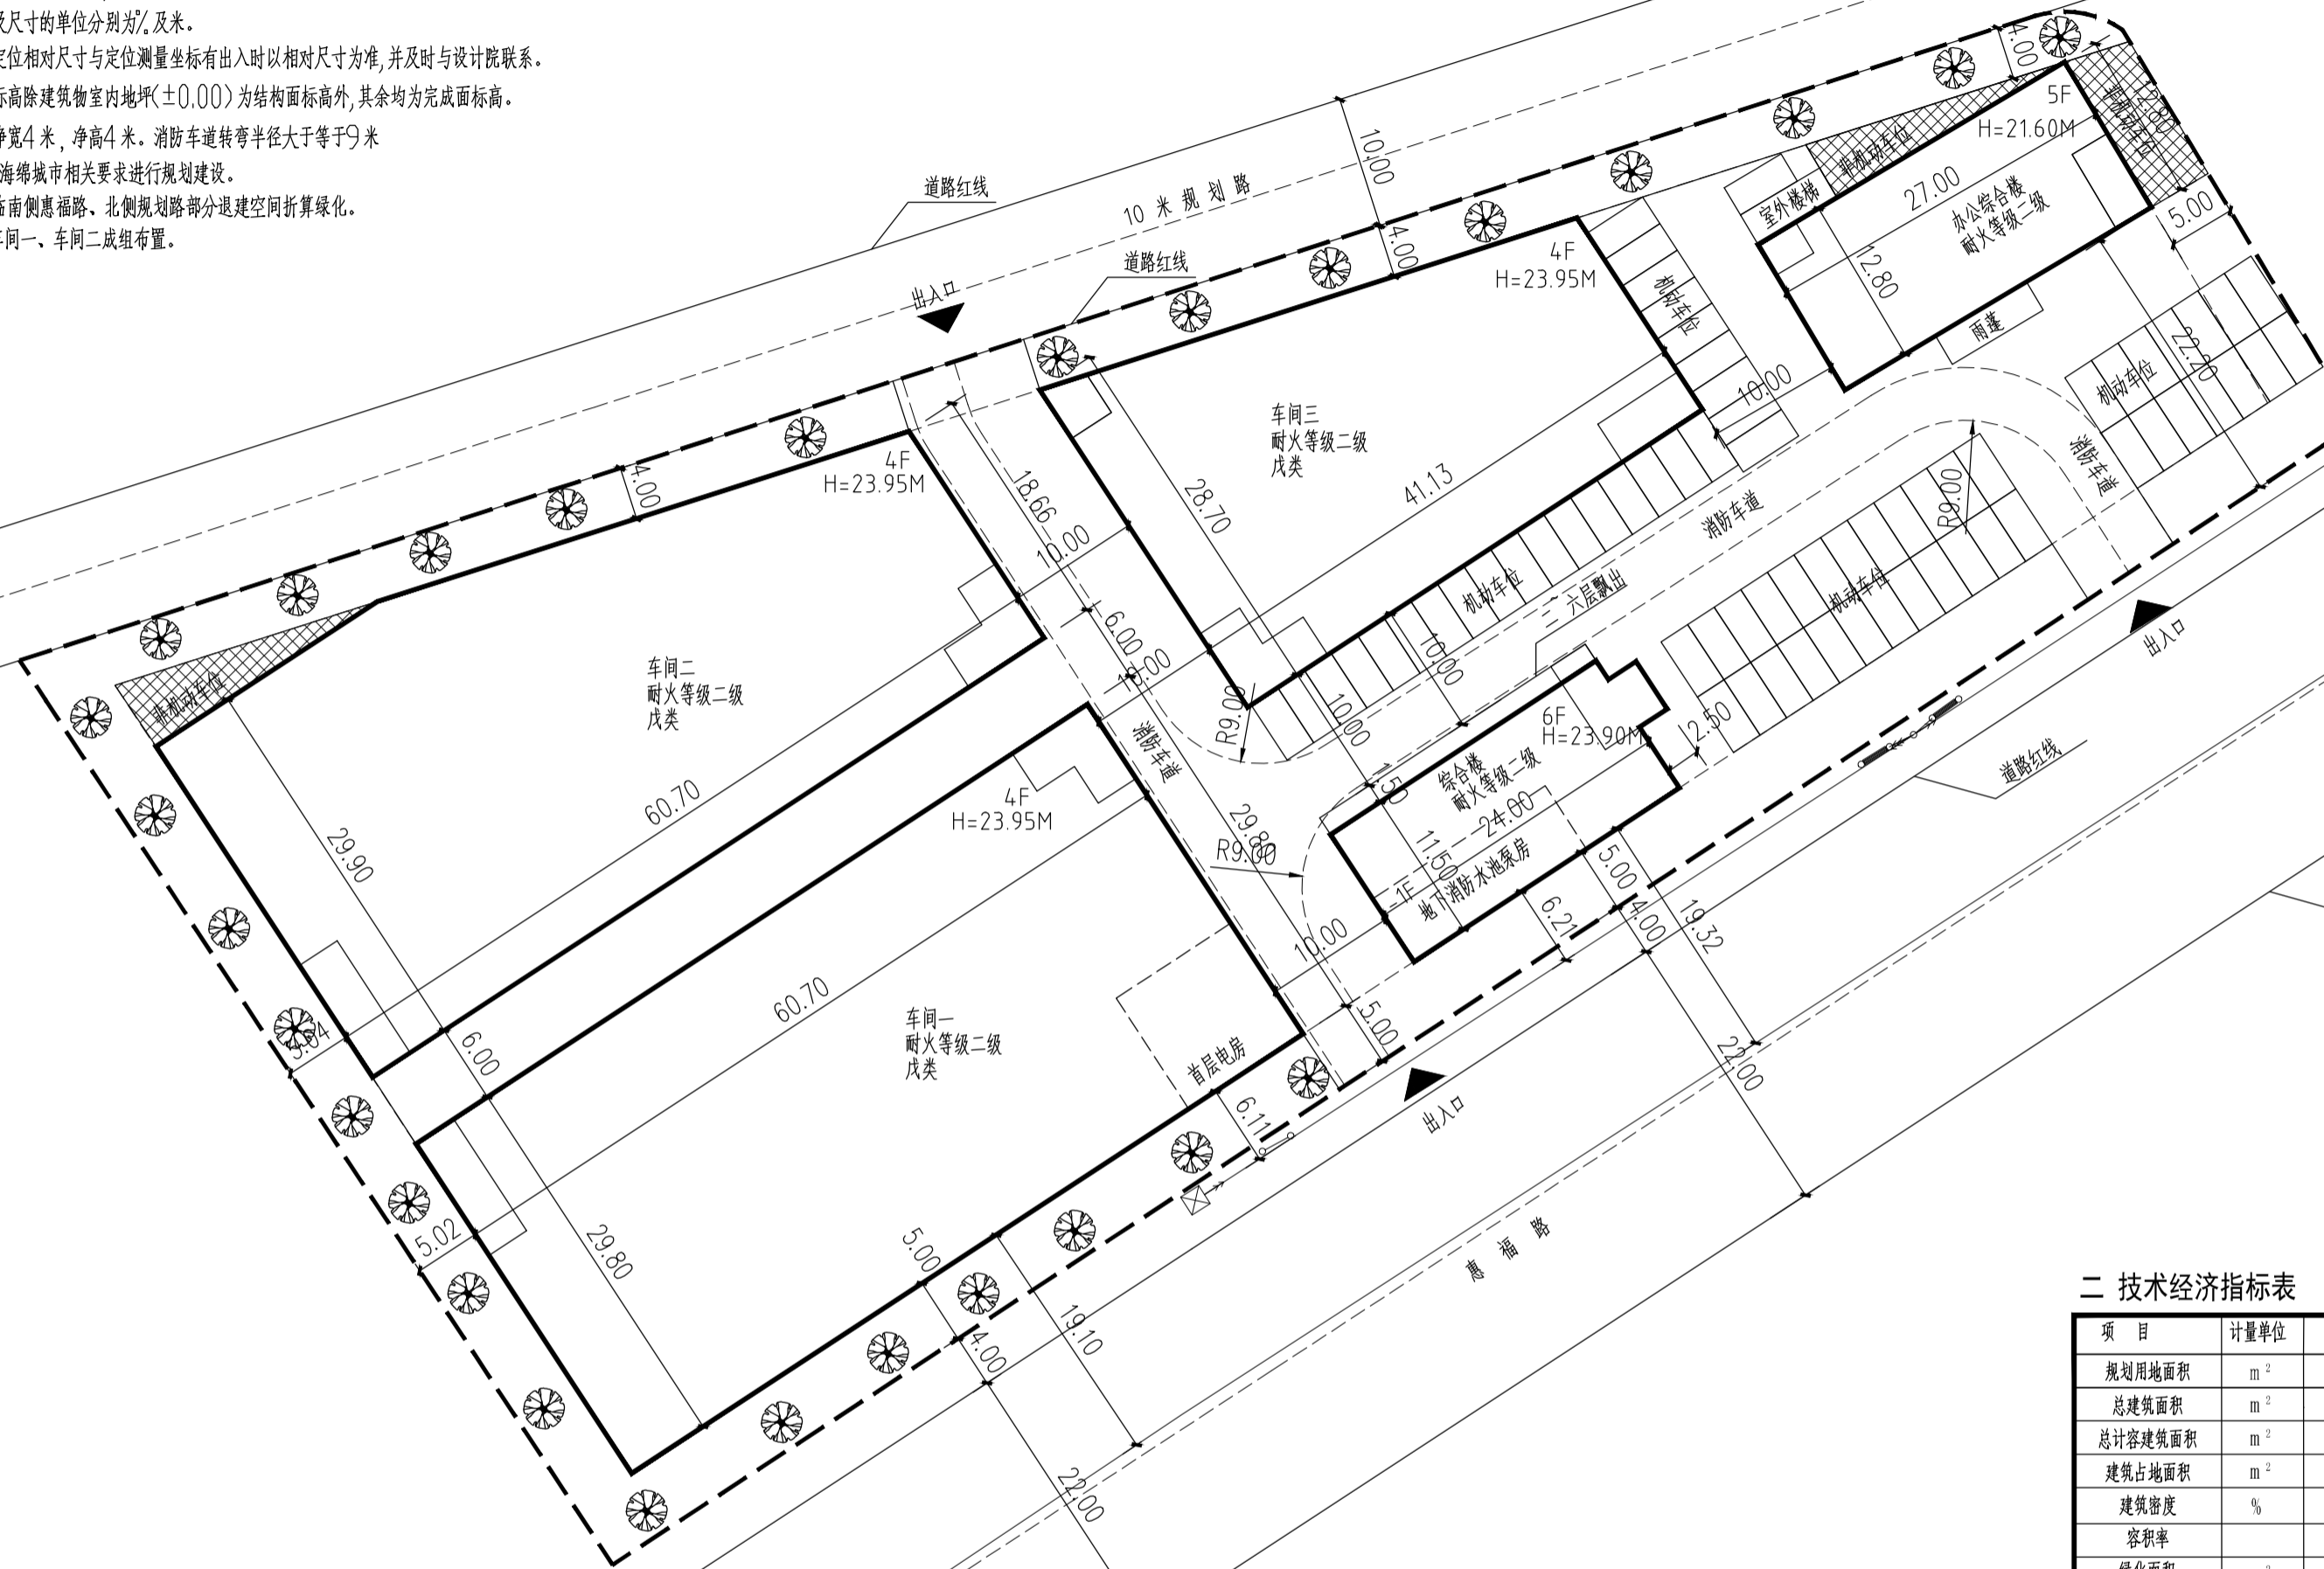 及尺寸的单位分别为%及米。
定位相对尺寸与定位测量坐标有出入时以相对尺寸为准,并及时与设计院联系。
标高除建筑物室内地坪(±0.00)为结构面标高外,其余均为完成面标高。
净宽4米,净高4米。消防车道转弯半径大于等于9米
海绵城市相关要求进行规划建设。
临南侧惠福路、北侧规划路部分退建空间折算绿化。
车间一、车间二成组布置。
道路红线
10米规划路
10.00
道路红线
出入口
4.00
4.00
12.80
非机动车位
5F
H=21.60M
非机动车位
室外楼梯
27.00
办公综合楼
耐火等级二级
12.80
5.00
雨蓬
22.20
机动车位
消防车道
4F
H=23.95M
机动车位
10.00
车间三
耐火等级二级
戊类
41.13
28.70
机动车位
消防车道
R9.00
4F
H=23.95M
4.00
18.66
10.00
6.00
10.00
六层飘出
机动车位
出入口
车间二
耐火等级二级
戊类
非机动车位
60.70
29.90
R9.00
10.00
10.00
消防车道
6F
H=23.90M
2.50
综合楼
耐火等级二级
1.50
24.00
11.50
-1F
地下消防水池泵房
道路红线
4F
H=23.95M
29.80
R9.00
5.00
4.00
19.32
6.21
10.00
5.00
22.00
60.70
车间一
耐火等级二级
戊类
首层电房
6.11
出入口
6.00
5.02
29.80
5.00
4.00
19.10
22.00
惠福路
二 技术经济指标表
项 目 计量单位
规划用地面积 m²
总建筑面积 m²
总计容建筑面积 m²
建筑占地面积 m²
建筑密度 %
容积率